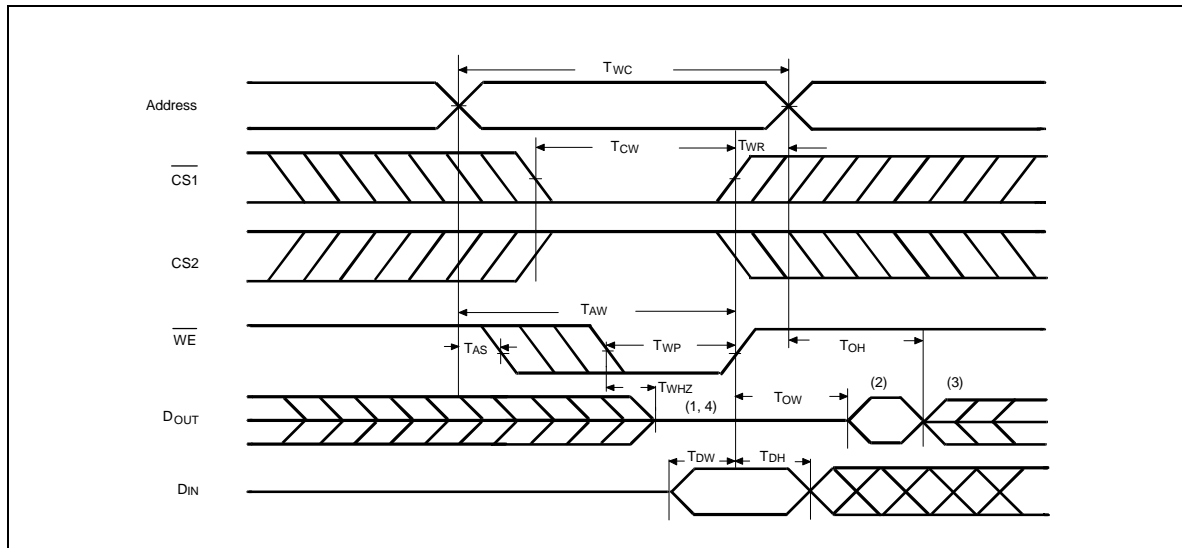 TWC
Address
TCW
TWR
CS1
CS2
TAW
WE
TAS
TWP
TOH
TWHZ
(1, 4)
TOW
(2)
(3)
DOUT
TDW
TDH
DIN